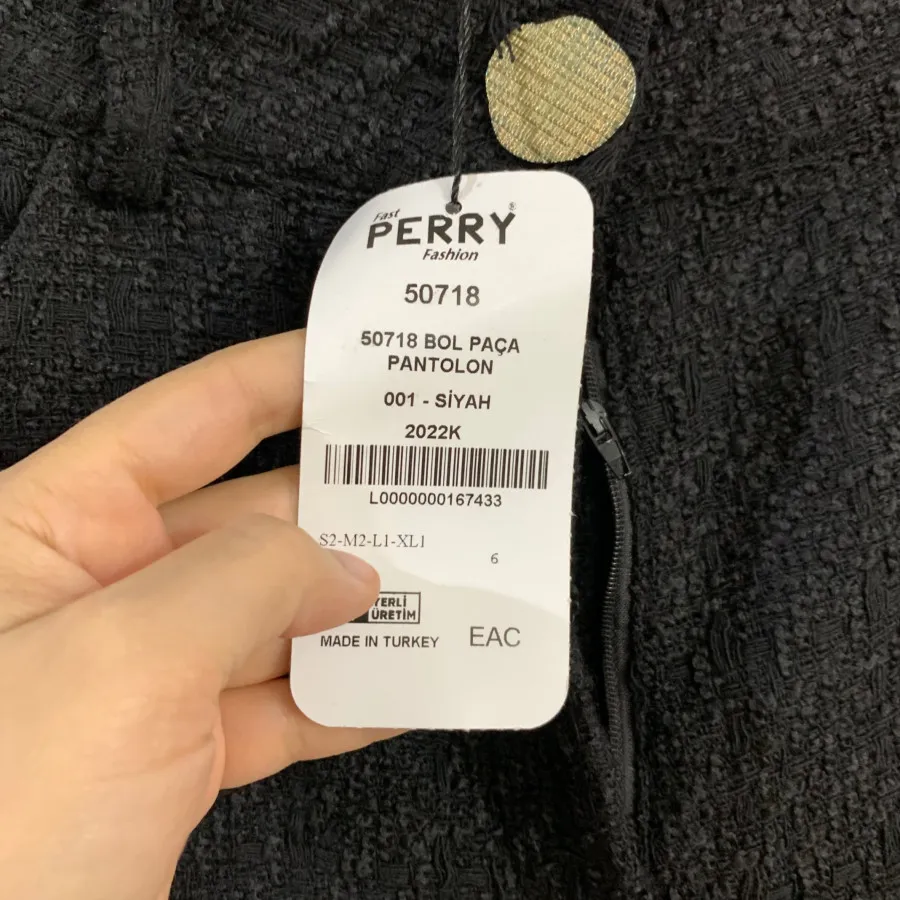 Fast
PERRY®
Fashion
50718
50718 BOL PAÇA
PANTOLON
001 - SİYAH
2022K
L0000000167433
S2-M2-L1-XL1
6
YERLİ
ÜRETİM
MADE IN TURKEY
EAC